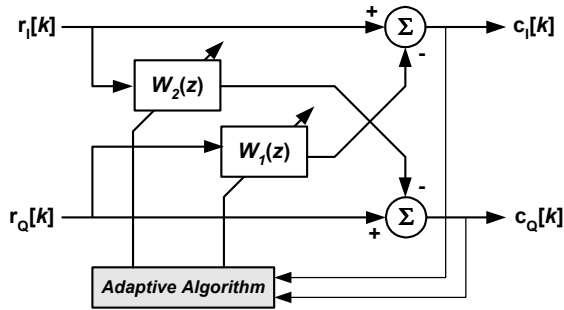 r_I[k]
+
Σ
c_I[k]
-
W_2(z)
W_1(z)
-
r_Q[k]
Σ
c_Q[k]
+
Adaptive Algorithm